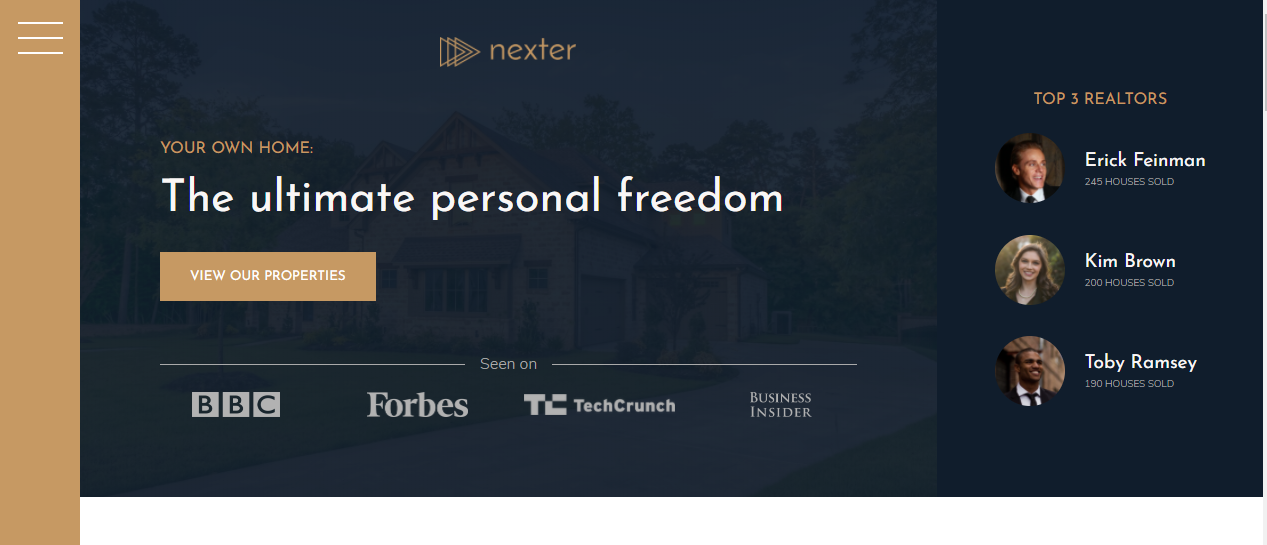 nexter
YOUR OWN HOME:
The ultimate personal freedom
VIEW OUR PROPERTIES
Seen on
BBC
Forbes
TC TechCrunch
BUSINESS
INSIDER
TOP 3 REALTORS
Erick Feinman
245 HOUSES SOLD
Kim Brown
200 HOUSES SOLD
Toby Ramsey
190 HOUSES SOLD